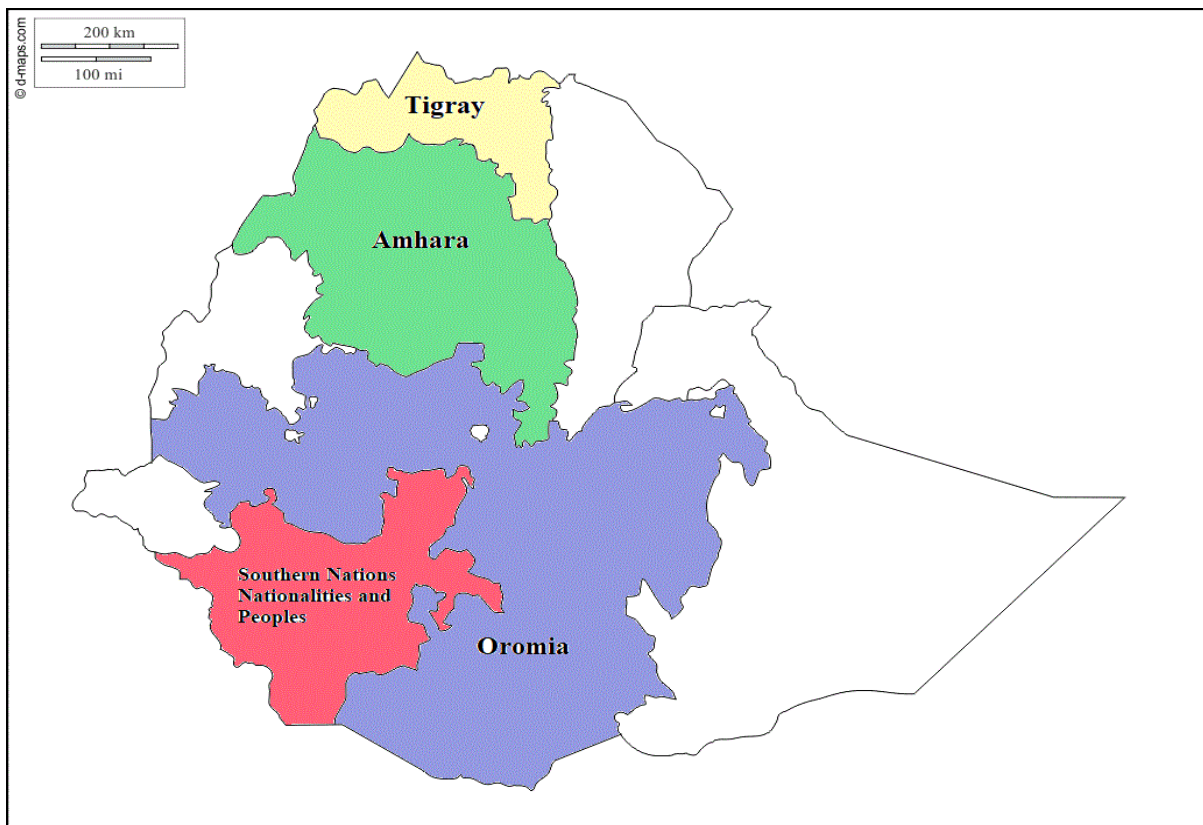 200 km
100 mi
© d-maps.com
Tigray
Amhara
Southern Nations
Nationalities and
Peoples
Oromia